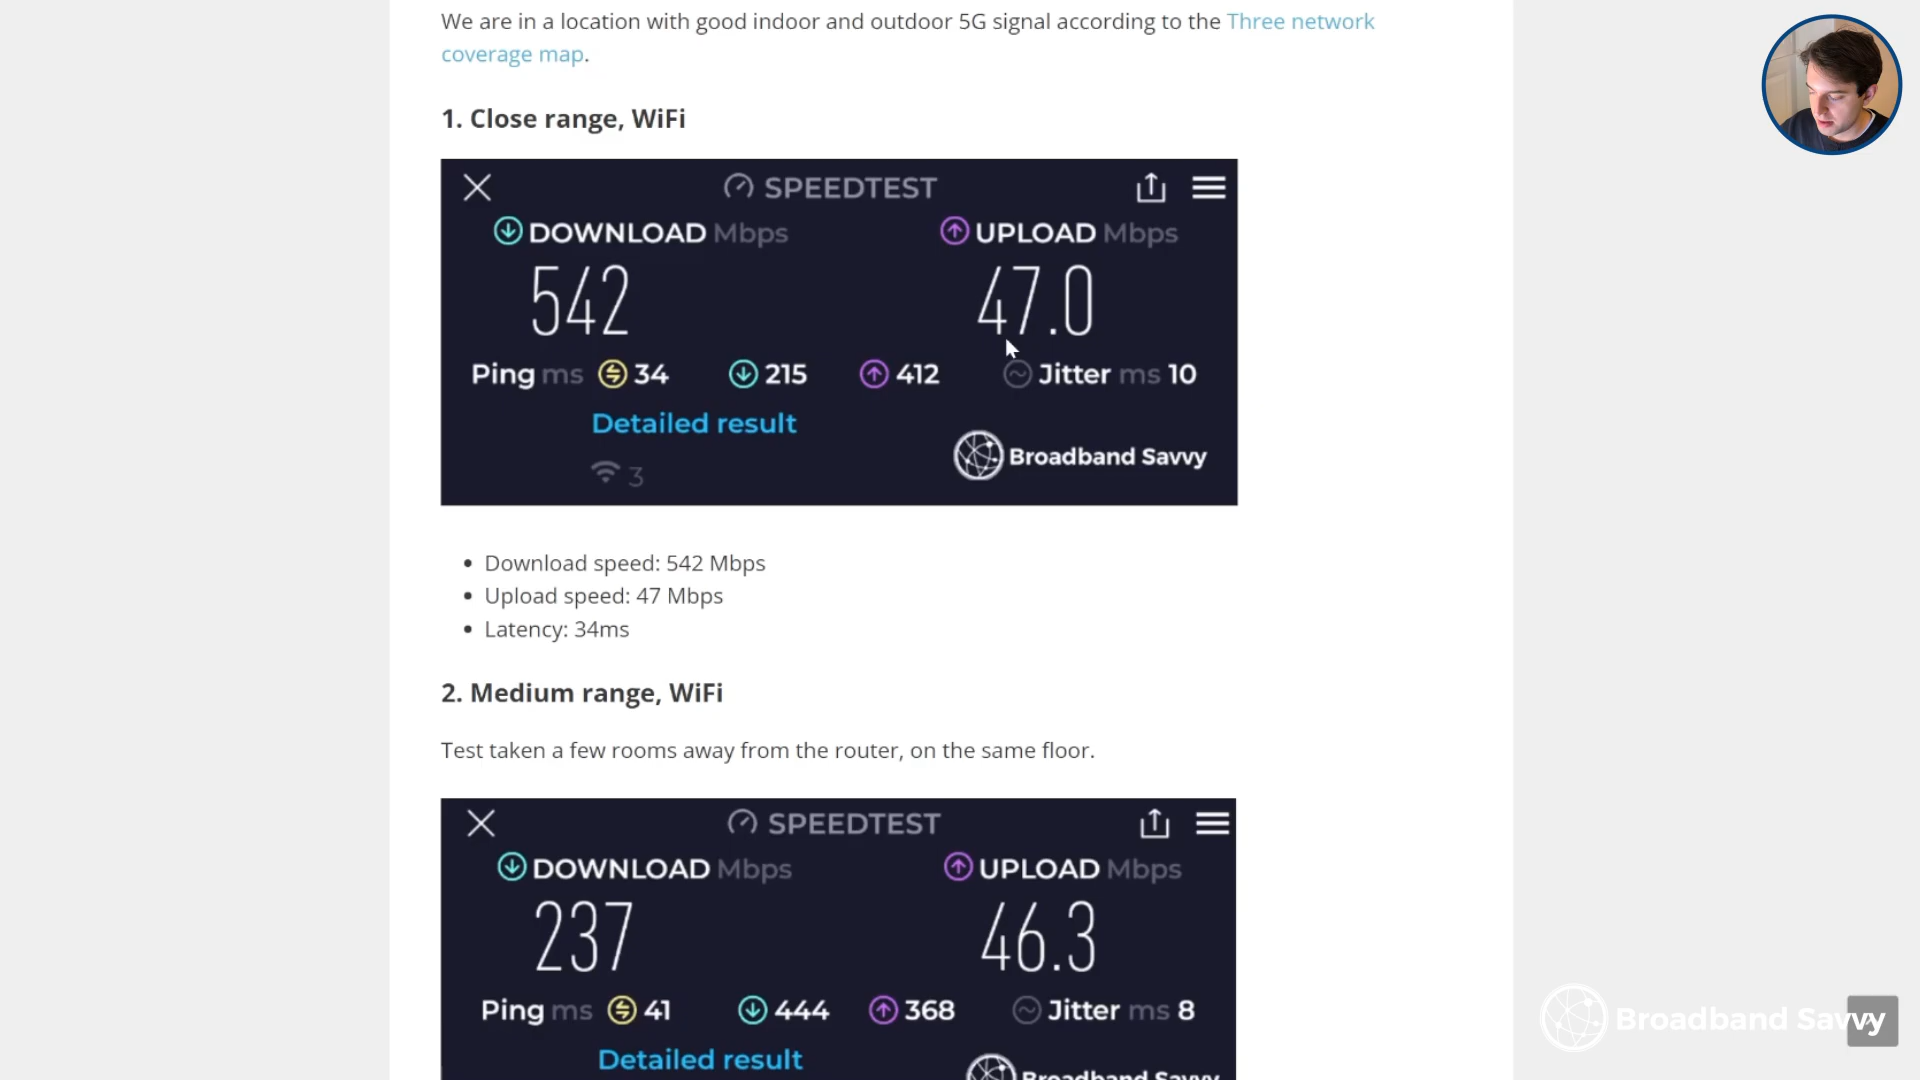 We are in a location with good indoor and outdoor 5G signal according to the Three network
coverage map.
1. Close range, WiFi
SPEEDTEST
DOWNLOAD Mbps UPLOAD Mbps
542 47.0
Ping ms 34 215 412 Jitter ms 10
Detailed result
Broadband Savvy
3
• Download speed: 542 Mbps
• Upload speed: 47 Mbps
• Latency: 34ms
2. Medium range, WiFi
Test taken a few rooms away from the router, on the same floor.
SPEEDTEST
DOWNLOAD Mbps UPLOAD Mbps
237 46.3
Ping ms 41 444 368 Jitter ms 8
Detailed result
Broadband Savvy
Broadband Savvy